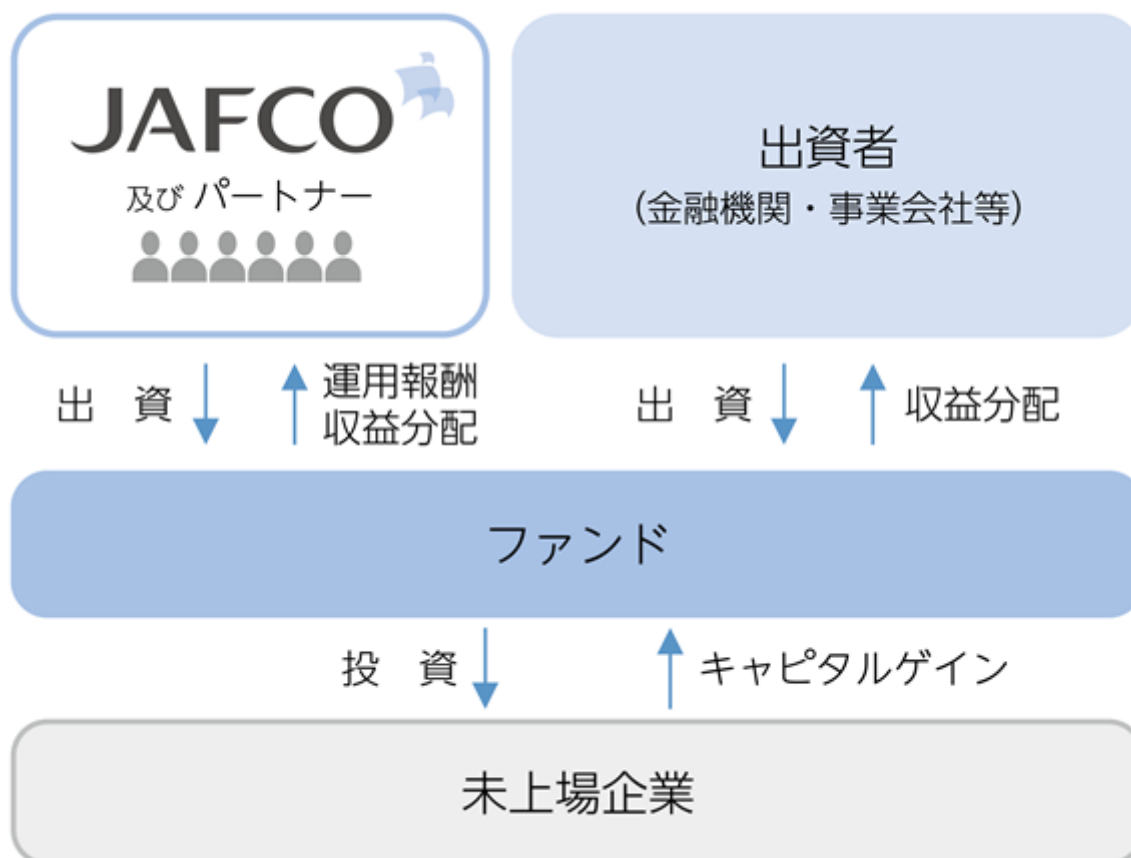 JAFCO
及び パートナー
出資者
(金融機関・事業会社等)
出　資
運用報酬
収益分配
出　資
収益分配
ファンド
投　資
キャピタルゲイン
未上場企業